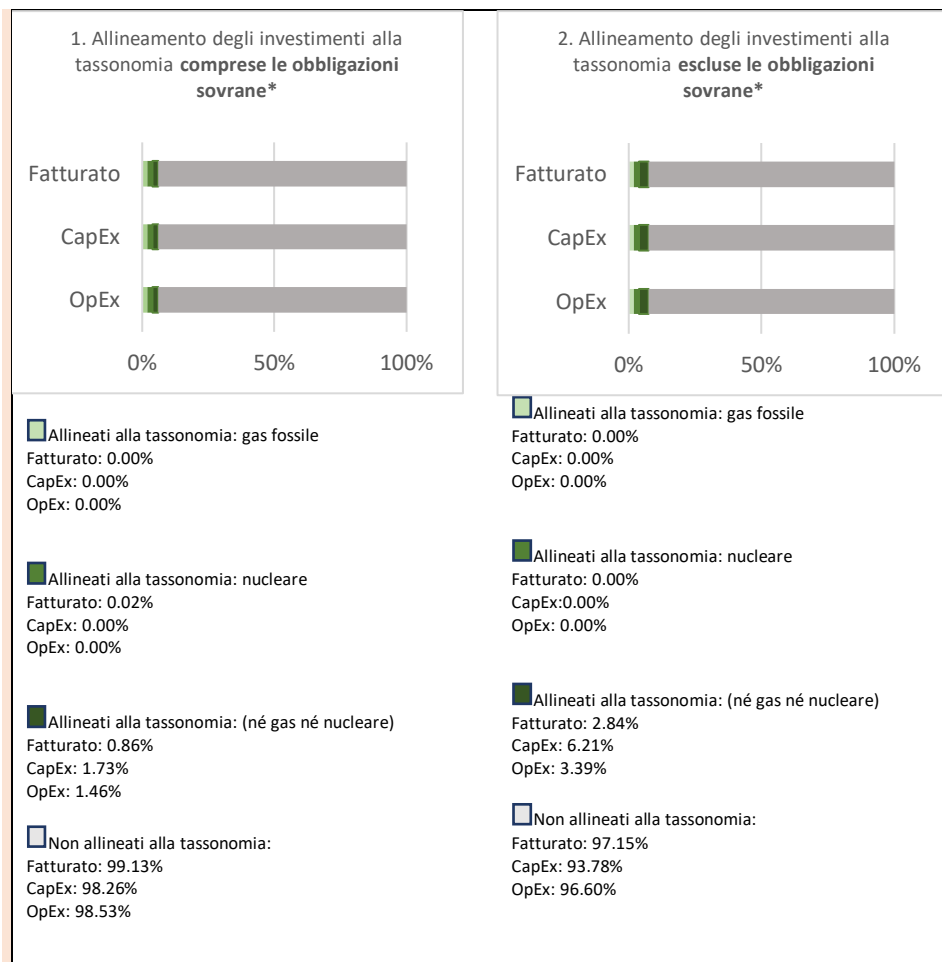 1. Allineamento degli investimenti alla
tassonomia comprese le obbligazioni
sovrane*
Fatturato
CapEx
OpEx
0%
50%
100%
Allineati alla tassonomia: gas fossile
Fatturato: 0.00%
CapEx: 0.00%
OpEx: 0.00%
Allineati alla tassonomia: nucleare
Fatturato: 0.02%
CapEx: 0.00%
OpEx: 0.00%
Allineati alla tassonomia: (né gas né nucleare)
Fatturato: 0.86%
CapEx: 1.73%
OpEx: 1.46%
Non allineati alla tassonomia:
Fatturato: 99.13%
CapEx: 98.26%
OpEx: 98.53%
2. Allineamento degli investimenti alla
tassonomia escluse le obbligazioni
sovrane*
Fatturato
CapEx
OpEx
0%
50%
100%
Allineati alla tassonomia: gas fossile
Fatturato: 0.00%
CapEx: 0.00%
OpEx: 0.00%
Allineati alla tassonomia: nucleare
Fatturato: 0.00%
CapEx:0.00%
OpEx: 0.00%
Allineati alla tassonomia: (né gas né nucleare)
Fatturato: 2.84%
CapEx: 6.21%
OpEx: 3.39%
Non allineati alla tassonomia:
Fatturato: 97.15%
CapEx: 93.78%
OpEx: 96.60%